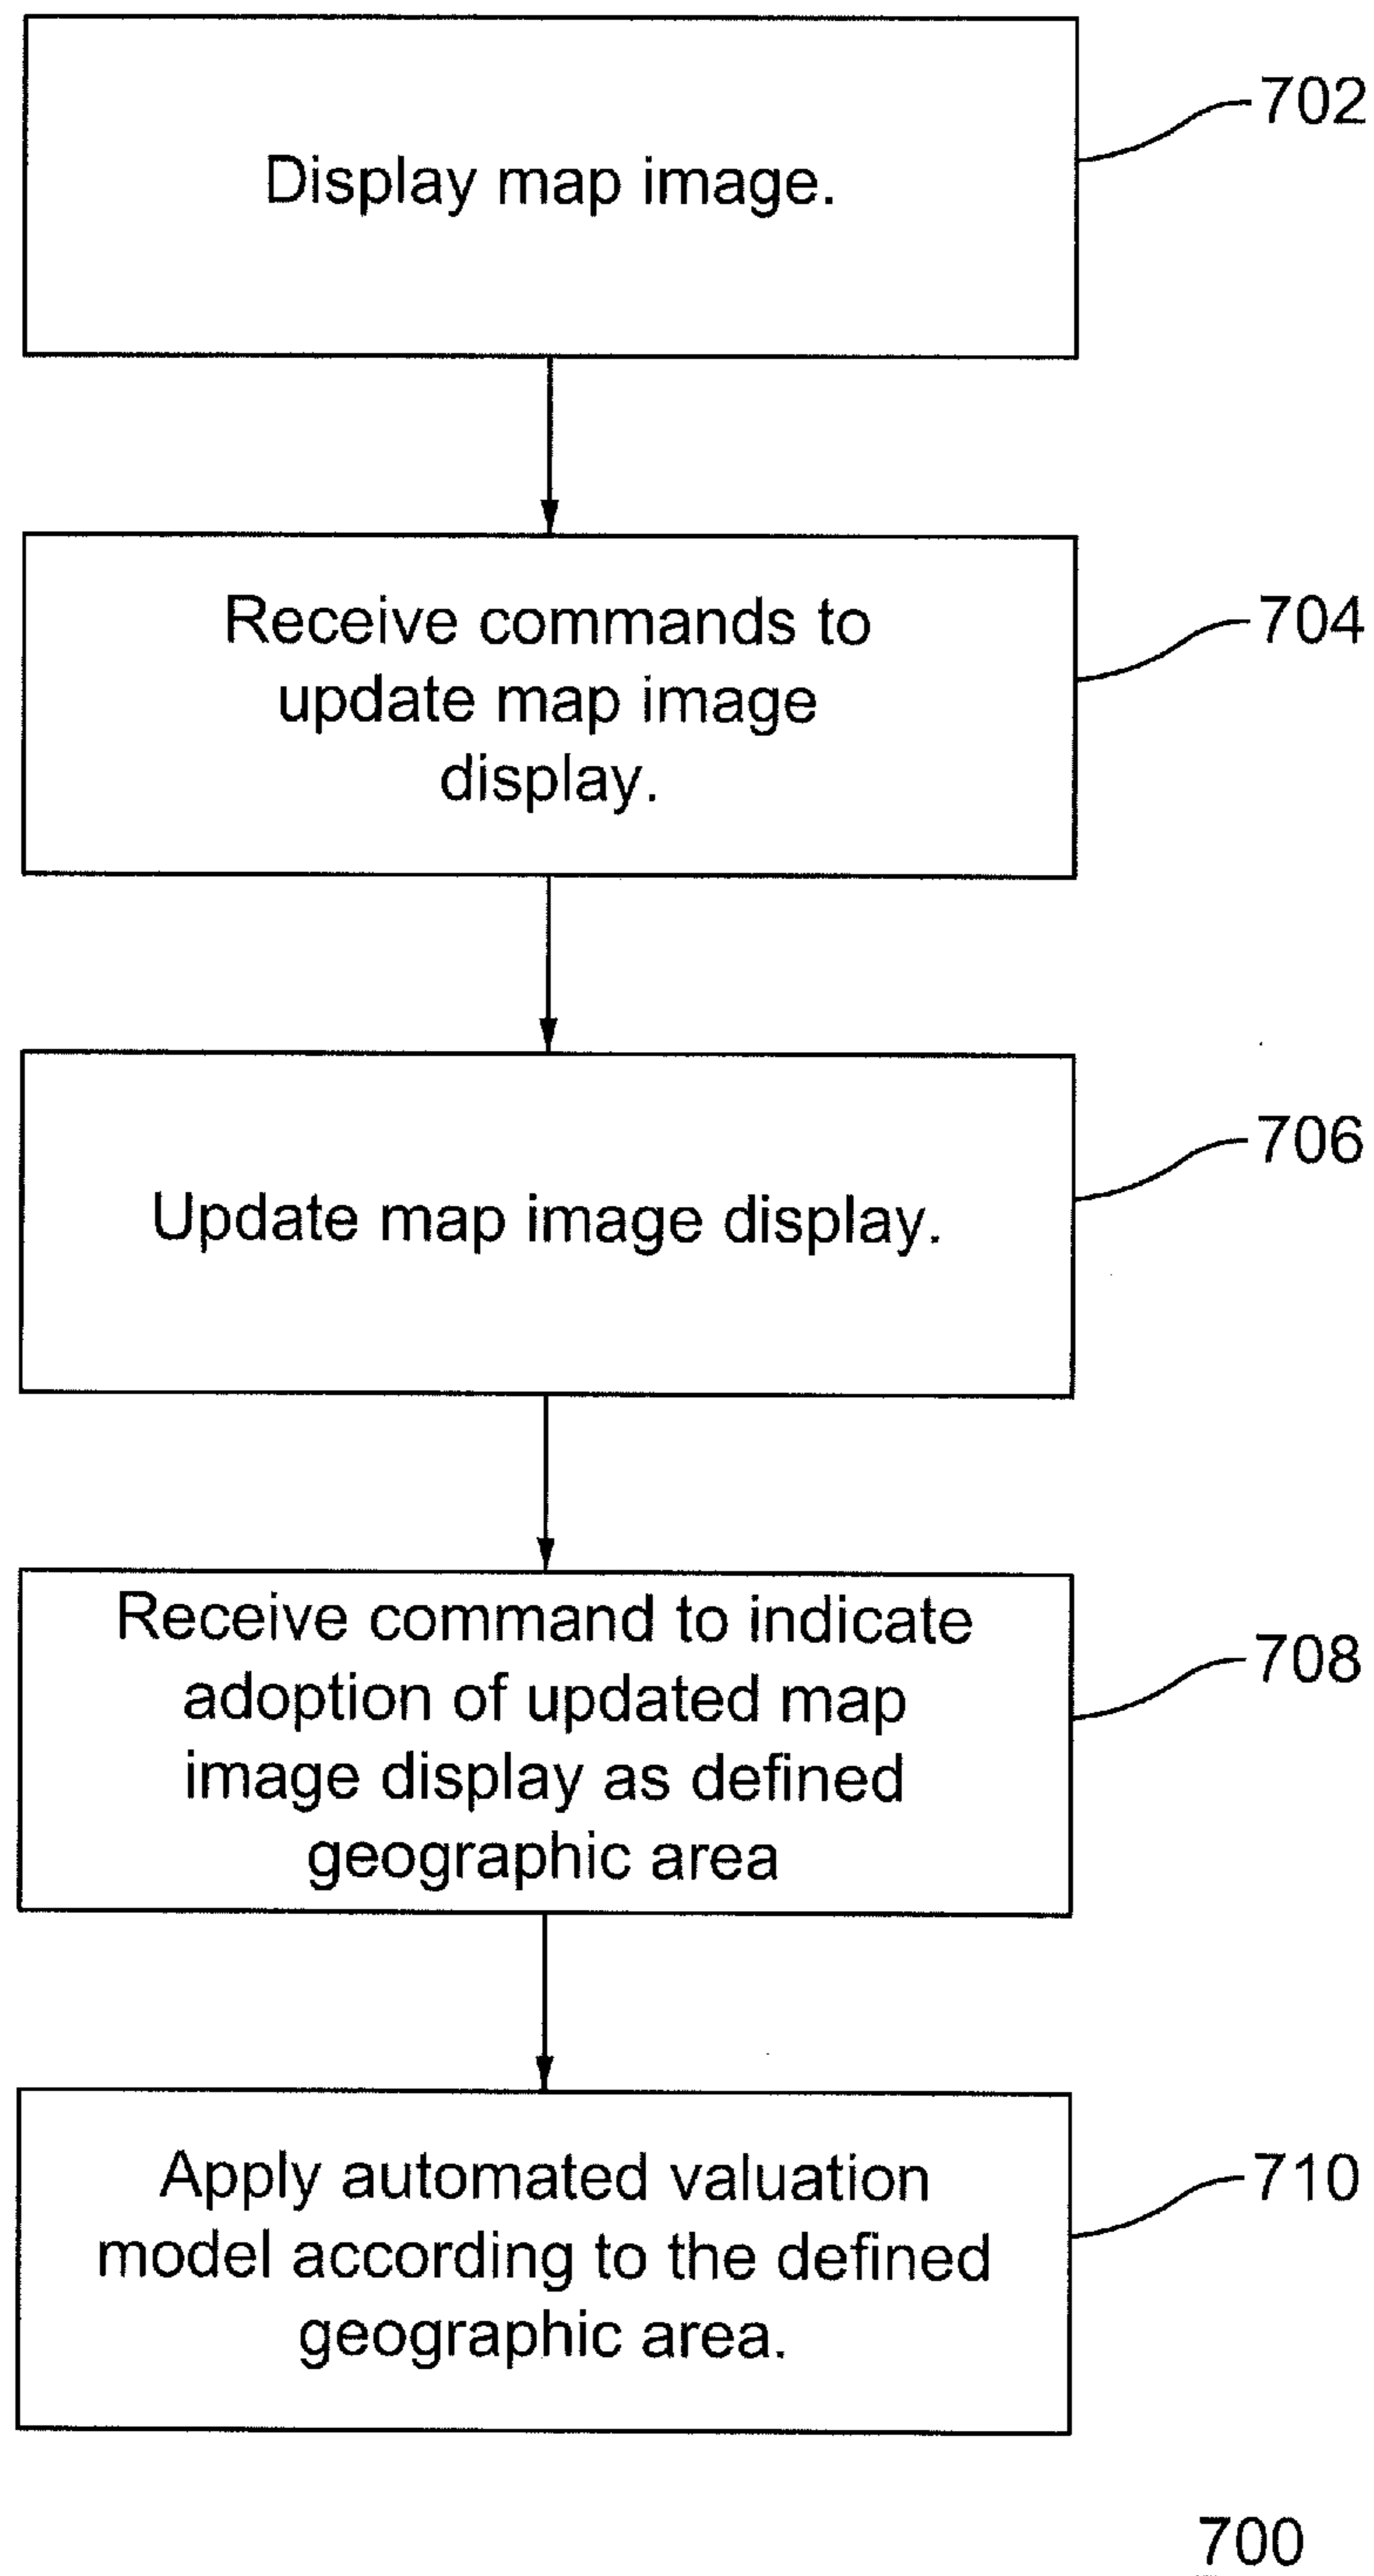 Display map image.
702
Receive commands to
update map image
display.
704
Update map image display.
706
Receive command to indicate
adoption of updated map
image display as defined
geographic area
708
Apply automated valuation
model according to the defined
geographic area.
710
700